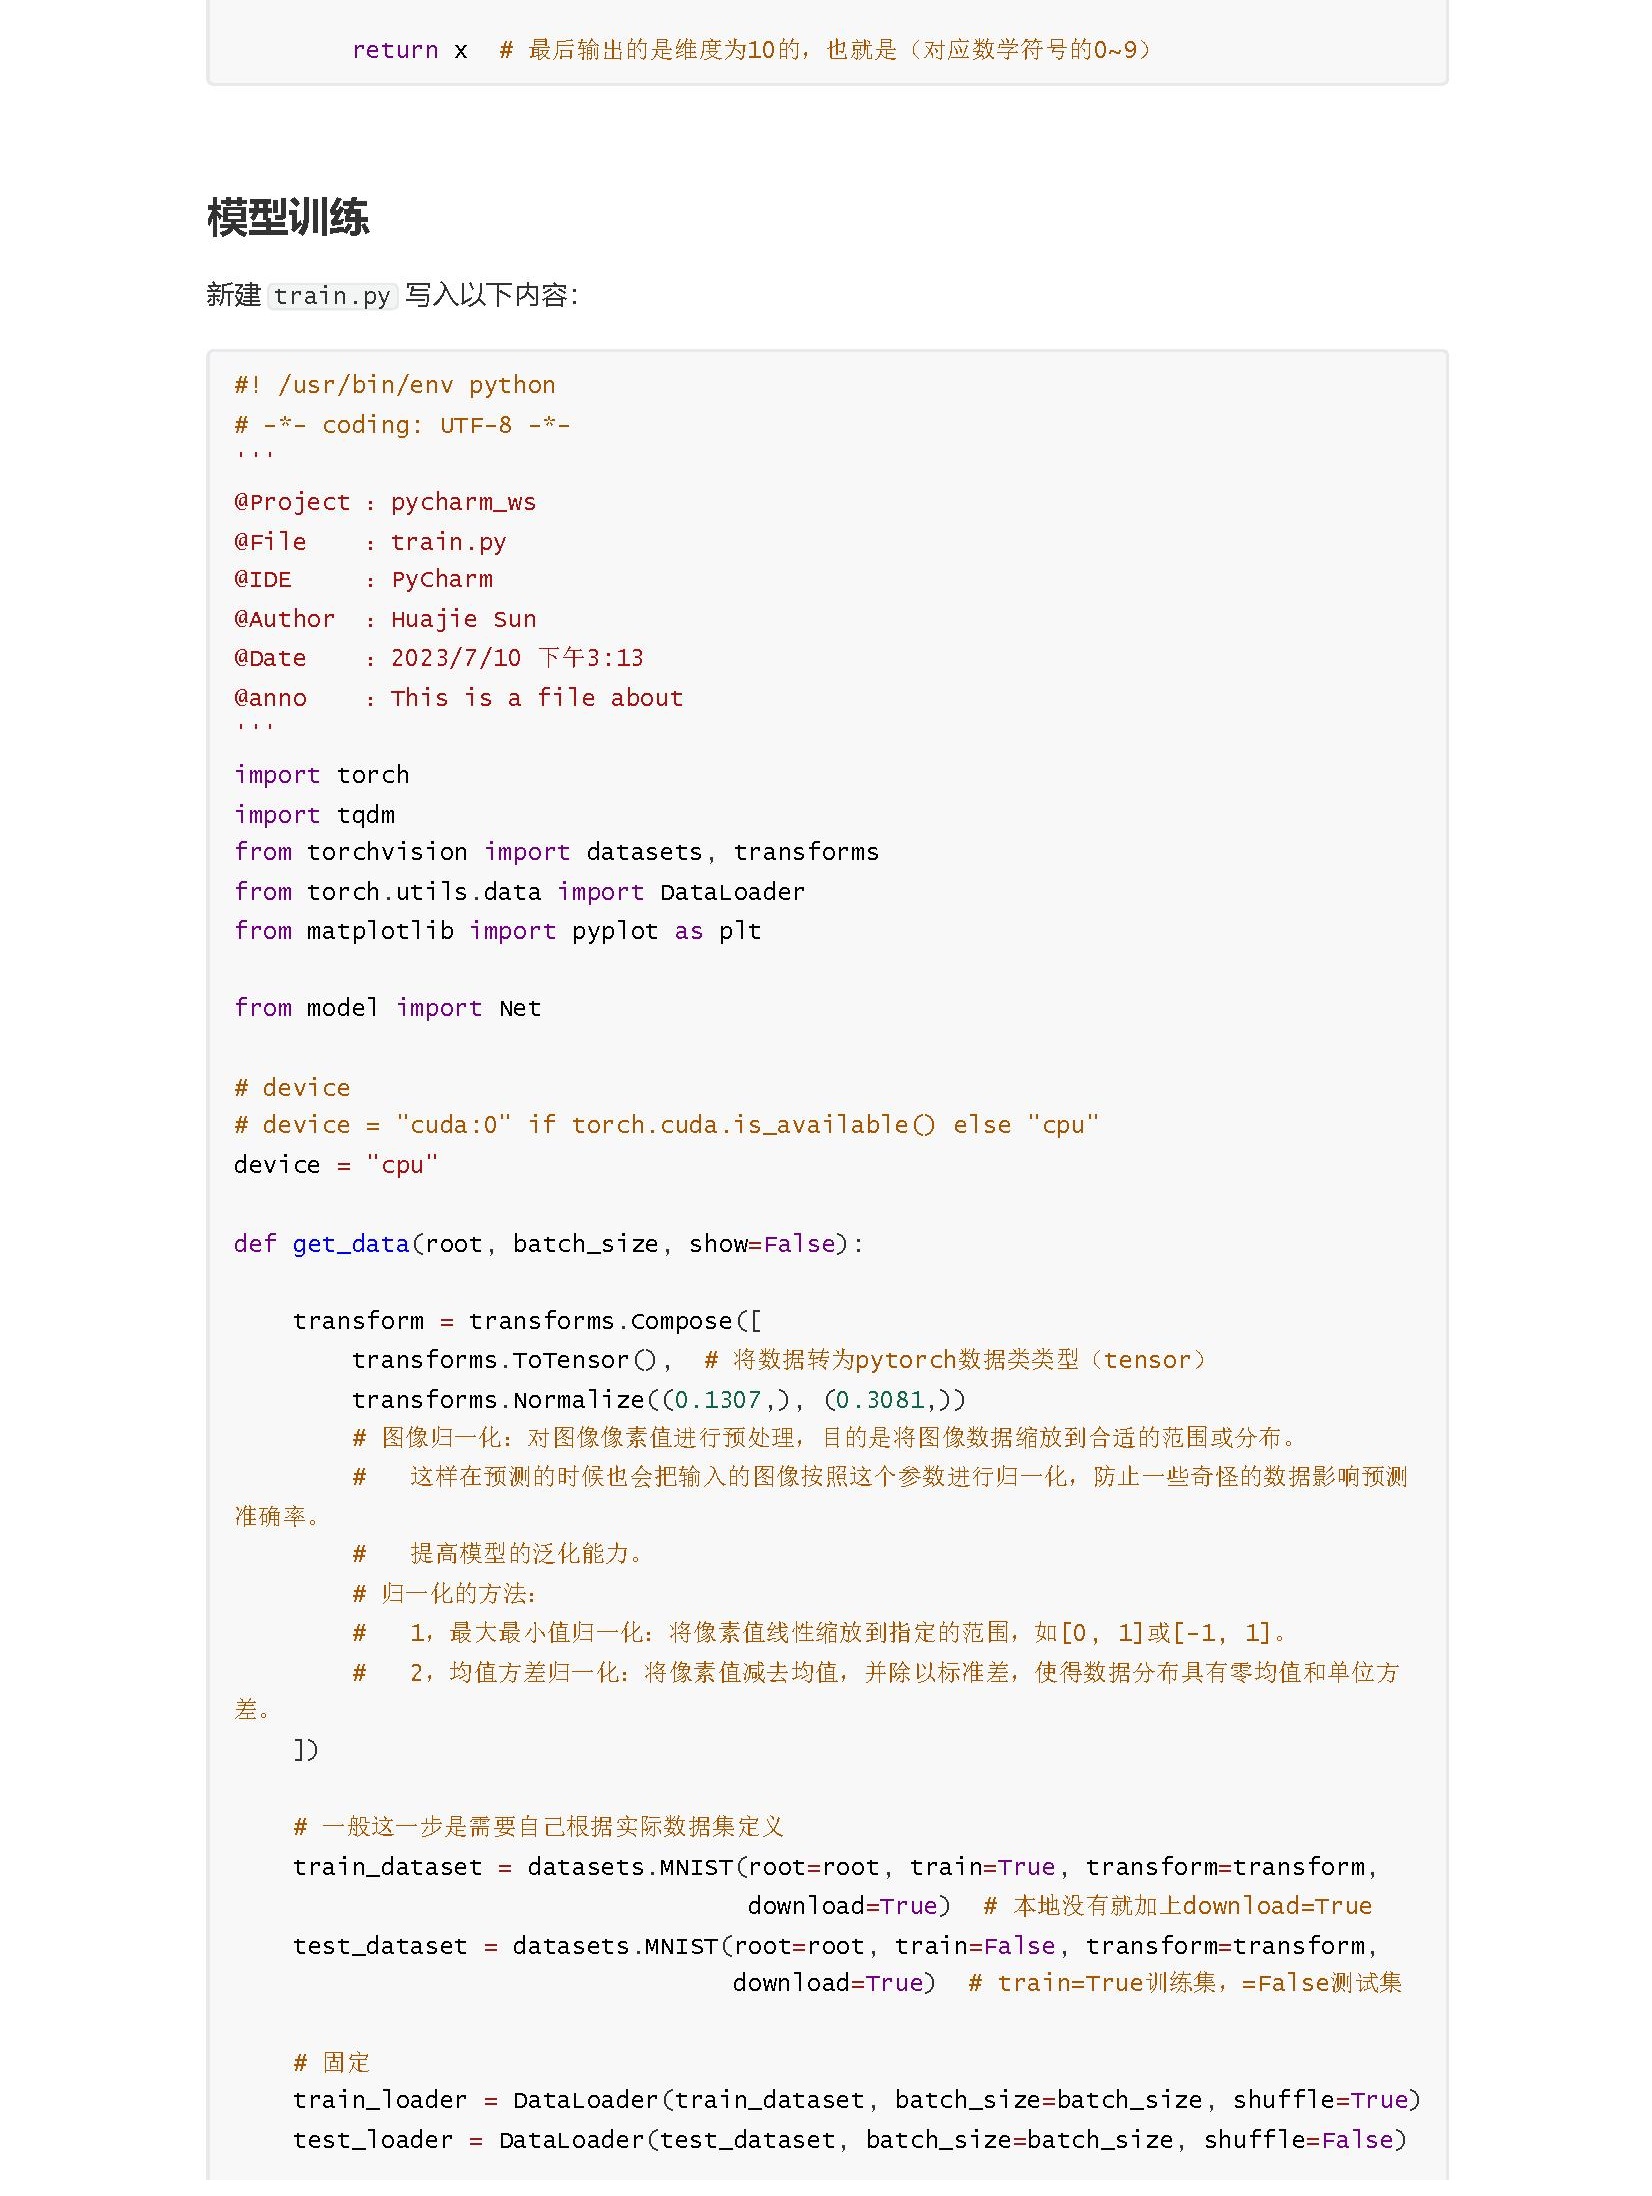 return x  # 最后输出的是维度为10的，也就是（对应数学符号的0~9）
模型训练
新建 train.py 写入以下内容：
#! /usr/bin/env python
# -*- coding: UTF-8 -*-
'''
@Project : pycharm_ws
@File    : train.py
@IDE     : PyCharm
@Author  : Huajie Sun
@Date    : 2023/7/10 下午3:13
@anno    : This is a file about
'''
import torch
import tqdm
from torchvision import datasets, transforms
from torch.utils.data import DataLoader
from matplotlib import pyplot as plt
from model import Net
# device
# device = "cuda:0" if torch.cuda.is_available() else "cpu"
device = "cpu"
def get_data(root, batch_size, show=False):
    transform = transforms.Compose([
        transforms.ToTensor(),  # 将数据转为pytorch数据类类型（tensor）
        transforms.Normalize((0.1307,), (0.3081,))
        # 图像归一化：对图像像素值进行预处理，目的是将图像数据缩放到合适的范围或分布。
        #   这样在预测的时候也会把输入的图像按照这个参数进行归一化，防止一些奇怪的数据影响预测
准确率。
        #   提高模型的泛化能力。
        # 归一化的方法：
        #   1，最大最小值归一化：将像素值线性缩放到指定的范围，如[0, 1]或[-1, 1]。
        #   2，均值方差归一化：将像素值减去均值，并除以标准差，使得数据分布具有零均值和单位方
差。
    ])
    # 一般这一步是需要自己根据实际数据集定义
    train_dataset = datasets.MNIST(root=root, train=True, transform=transform,
                                   download=True)  # 本地没有就加上download=True
    test_dataset = datasets.MNIST(root=root, train=False, transform=transform,
                                  download=True)  # train=True训练集，=False测试集
    # 固定
    train_loader = DataLoader(train_dataset, batch_size=batch_size, shuffle=True)
    test_loader = DataLoader(test_dataset, batch_size=batch_size, shuffle=False)